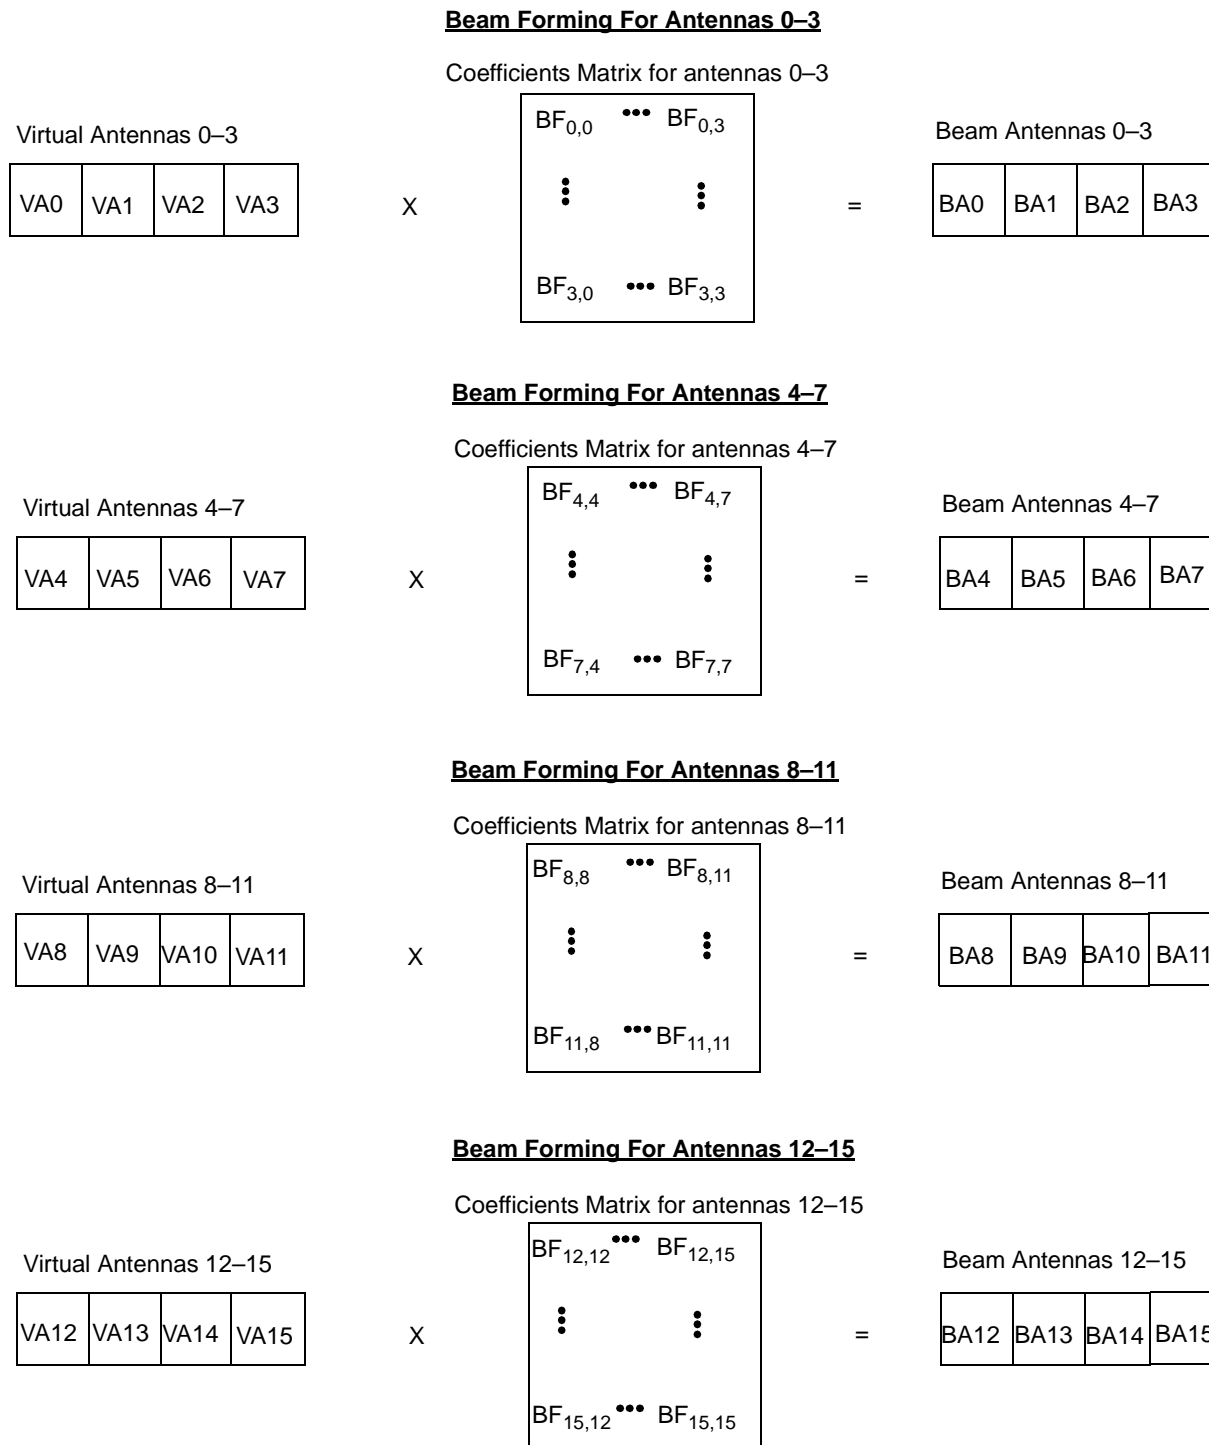 Beam Forming For Antennas 0–3
Coefficients Matrix for antennas 0–3
Virtual Antennas 0–3
VA0 VA1 VA2 VA3
X
BF0,0 ••• BF0,3
BF3,0 ••• BF3,3
=
Beam Antennas 0–3
BA0 BA1 BA2 BA3
Beam Forming For Antennas 4–7
Coefficients Matrix for antennas 4–7
Virtual Antennas 4–7
VA4 VA5 VA6 VA7
X
BF4,4 ••• BF4,7
BF7,4 ••• BF7,7
=
Beam Antennas 4–7
BA4 BA5 BA6 BA7
Beam Forming For Antennas 8–11
Coefficients Matrix for antennas 8–11
Virtual Antennas 8–11
VA8 VA9 VA10 VA11
X
BF8,8 ••• BF8,11
BF11,8 ••• BF11,11
=
Beam Antennas 8–11
BA8 BA9 BA10 BA11
Beam Forming For Antennas 12–15
Coefficients Matrix for antennas 12–15
Virtual Antennas 12–15
VA12 VA13 VA14 VA15
X
BF12,12 ••• BF12,15
BF15,12 ••• BF15,15
=
Beam Antennas 12–15
BA12 BA13 BA14 BA15